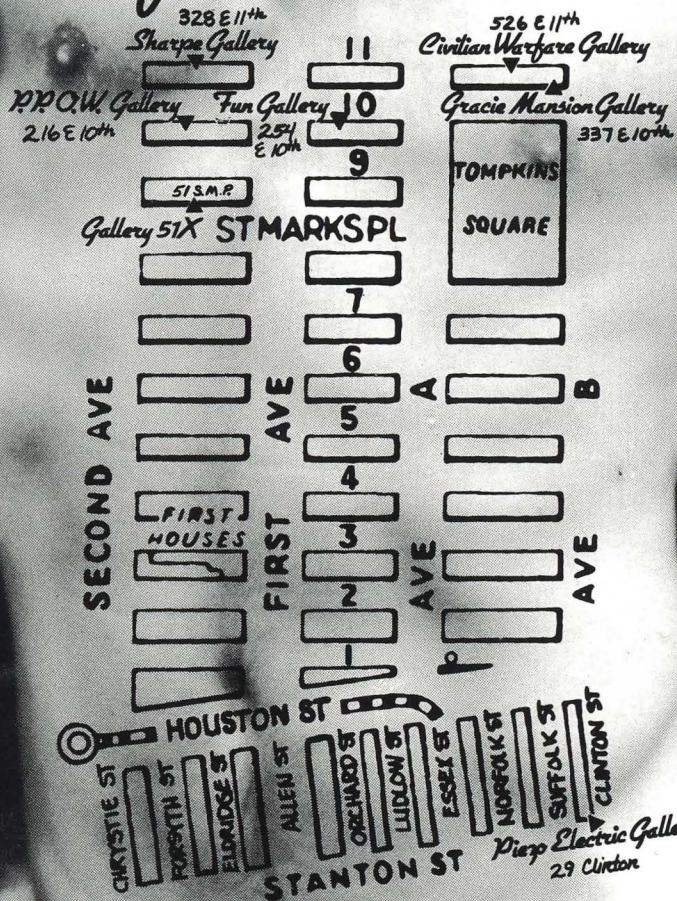 328 E 11th
Sharpe Gallery
11
526 E 11th
Civilian Warfare Gallery
P.P.O.W. Gallery
216 E 10th
Fun Gallery
254 E 10th
10
Gracie Mansion Gallery
337 E 10th
9
TOMPKINS
SQUARE
51 S.M.P.
Gallery 51X
ST MARKS PL
7
6
5
4
3
2
1
SECOND AVE
FIRST AVE
AVE A
AVE B
FIRST
HOUSES
HOUSTON ST
CHRYSTIE ST
FORSYTH ST
ELDRIDGE ST
ALLEN ST
ORCHARD ST
LUDLOW ST
ESSEX ST
NORFOLK ST
SUFFOLK ST
CLINTON ST
STANTON ST
Piezo Electric Galle
29 Clinton